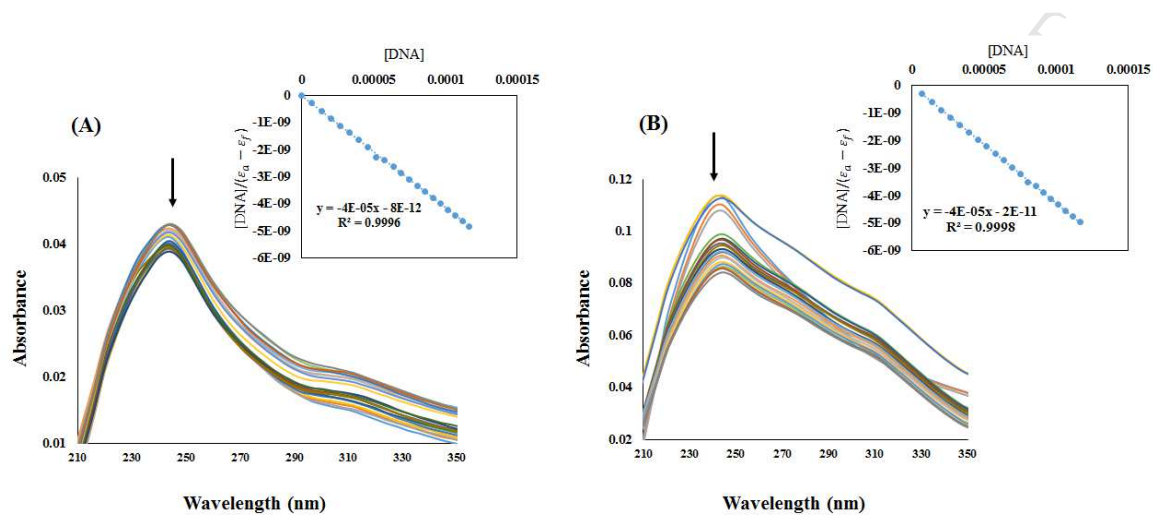 (A)
[DNA]
0 0.00005 0.0001 0.00015
0
-1E-09
-2E-09
-3E-09
-4E-09
-5E-09
-6E-09
[DNA]/(εₐ − ε_f)
y = -4E-05x - 8E-12
R² = 0.9996
0.05
0.04
0.03
0.02
0.01
Absorbance
210 230 250 270 290 310 330 350
Wavelength (nm)
(B)
[DNA]
0 0.00005 0.0001 0.00015
0
-1E-09
-2E-09
-3E-09
-4E-09
-5E-09
-6E-09
[DNA]/(εₐ − ε_f)
y = -4E-05x - 2E-11
R² = 0.9998
0.12
0.1
0.08
0.06
0.04
0.02
Absorbance
210 230 250 270 290 310 330 350
Wavelength (nm)